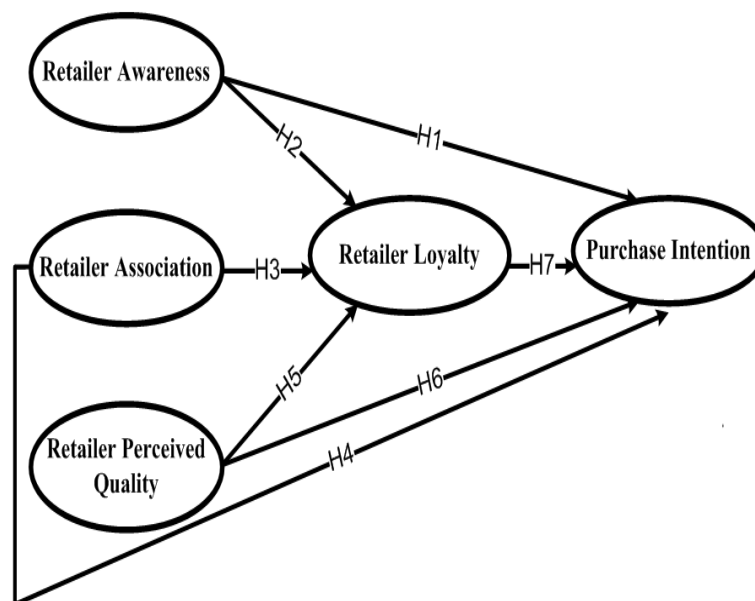 Retailer Awareness
H1
H2
Retailer Association
H3
Retailer Loyalty
H7
Purchase Intention
H5
H6
Retailer Perceived
Quality
H4